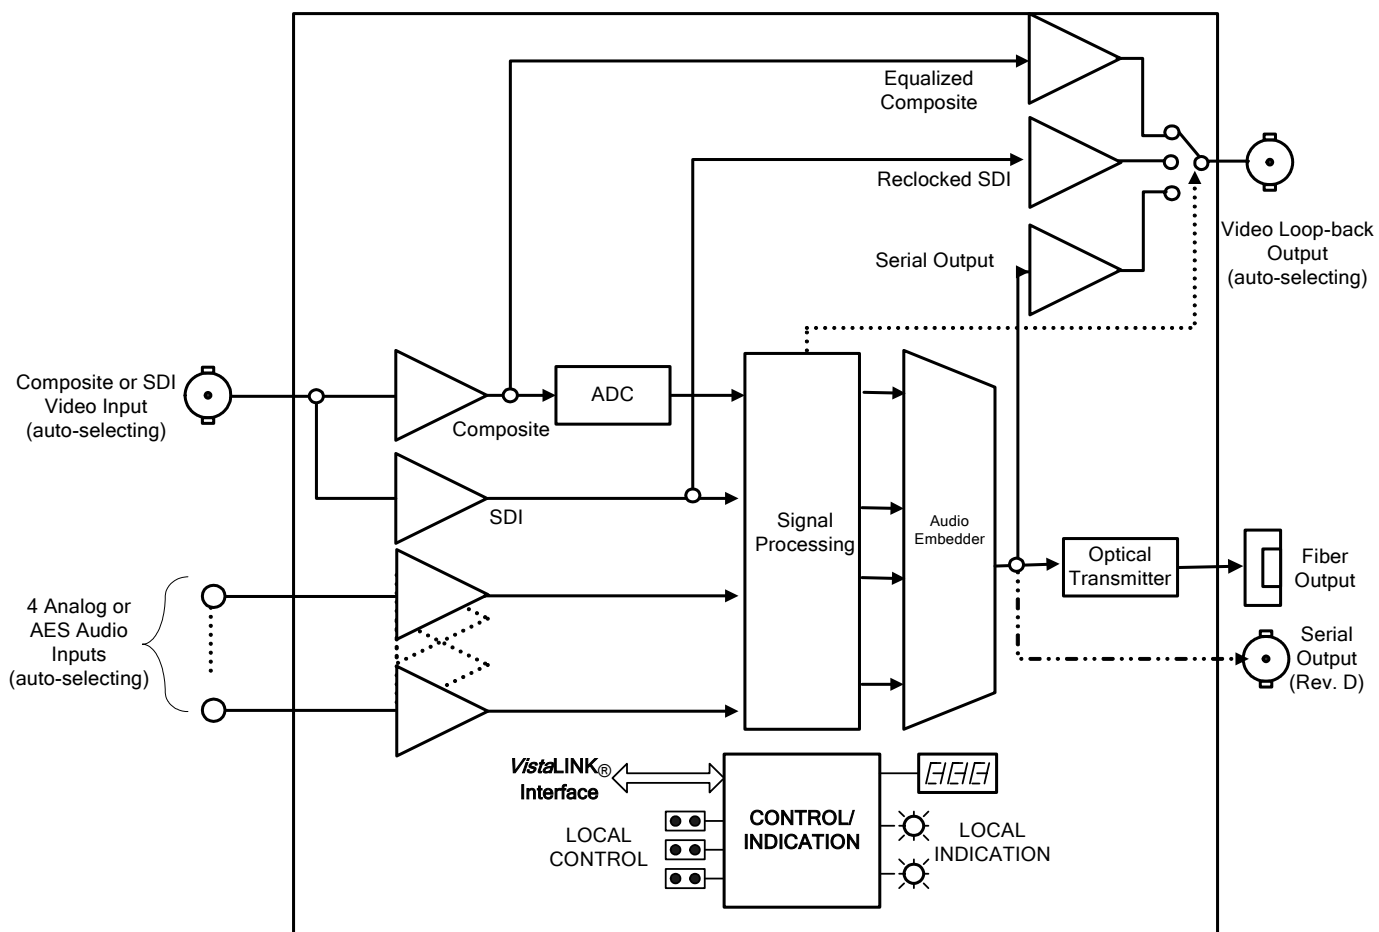 Equalized
Composite
Reclocked SDI
Serial Output
Video Loop-back
Output
(auto-selecting)
Composite or SDI
Video Input
(auto-selecting)
ADC
Composite
SDI
Signal
Processing
Audio
Embedder
Optical
Transmitter
Fiber
Output
4 Analog or
AES Audio
Inputs
(auto-selecting)
Serial
Output
(Rev. D)
VistaLINK®
Interface
CONTROL/
INDICATION
LOCAL
CONTROL
LOCAL
INDICATION